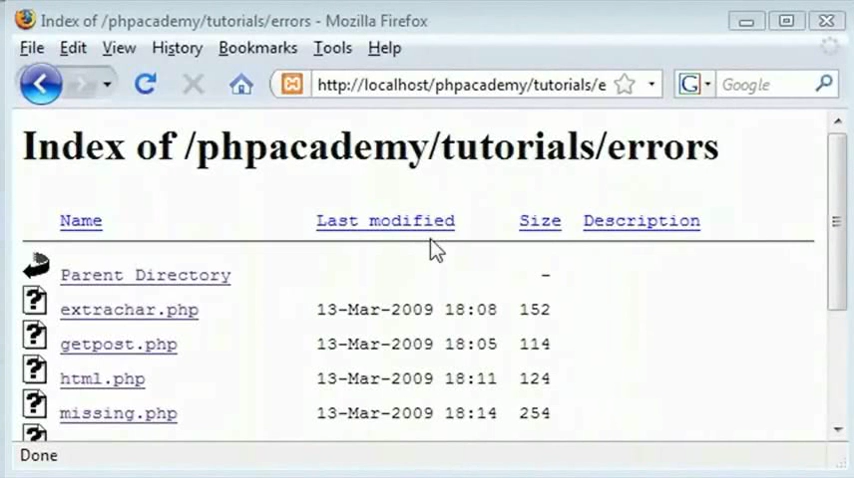 Index of /phpacademy/tutorials/errors - Mozilla Firefox
File Edit View History Bookmarks Tools Help
http://localhost/phpacademy/tutorials/e Google
Index of /phpacademy/tutorials/errors
Name Last modified Size Description
Parent Directory -
extrachar.php 13-Mar-2009 18:08 152
getpost.php 13-Mar-2009 18:05 114
html.php 13-Mar-2009 18:11 124
missing.php 13-Mar-2009 18:14 254
Done